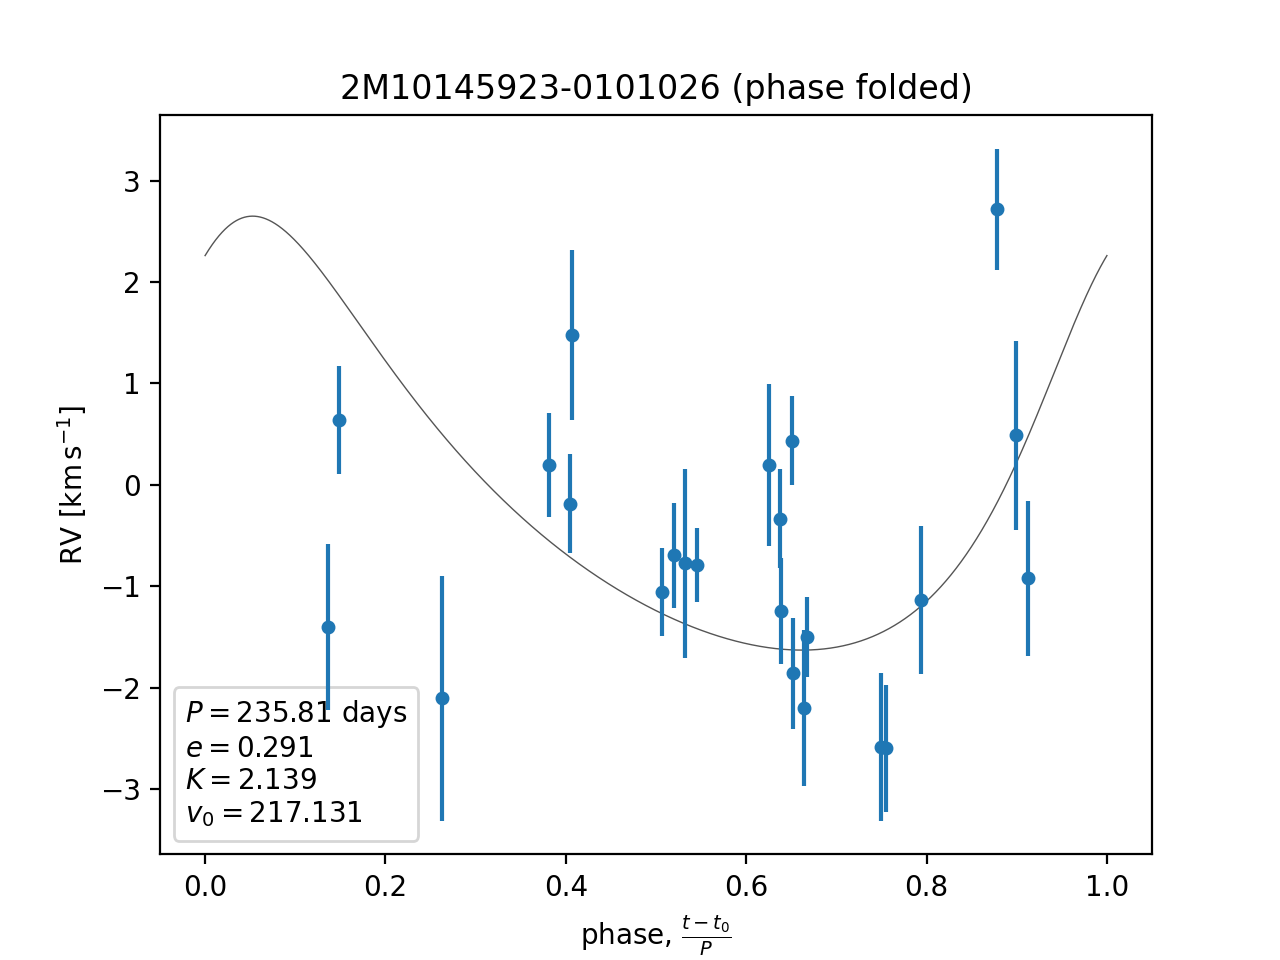 2M10145923-0101026 (phase folded)
RV [km s⁻¹]
3
2
1
0
−1
−2
−3
P = 235.81 days
e = 0.291
K = 2.139
v₀ = 217.131
0.0 0.2 0.4 0.6 0.8 1.0
phase, (t − t₀)/P